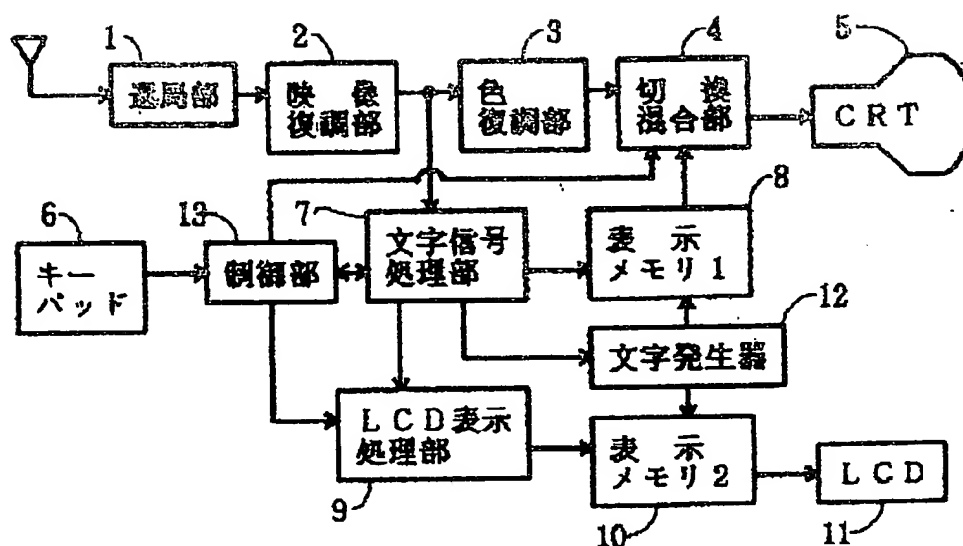 1
選局部
2
映像
復調部
3
色
復調部
4
切換
混合部
5
CRT
6
キー
パッド
13
制御部
7
文字信号
処理部
8
表示
メモリ1
12
文字発生器
LCD表示
処理部
9
表示
メモリ2
10
LCD
11